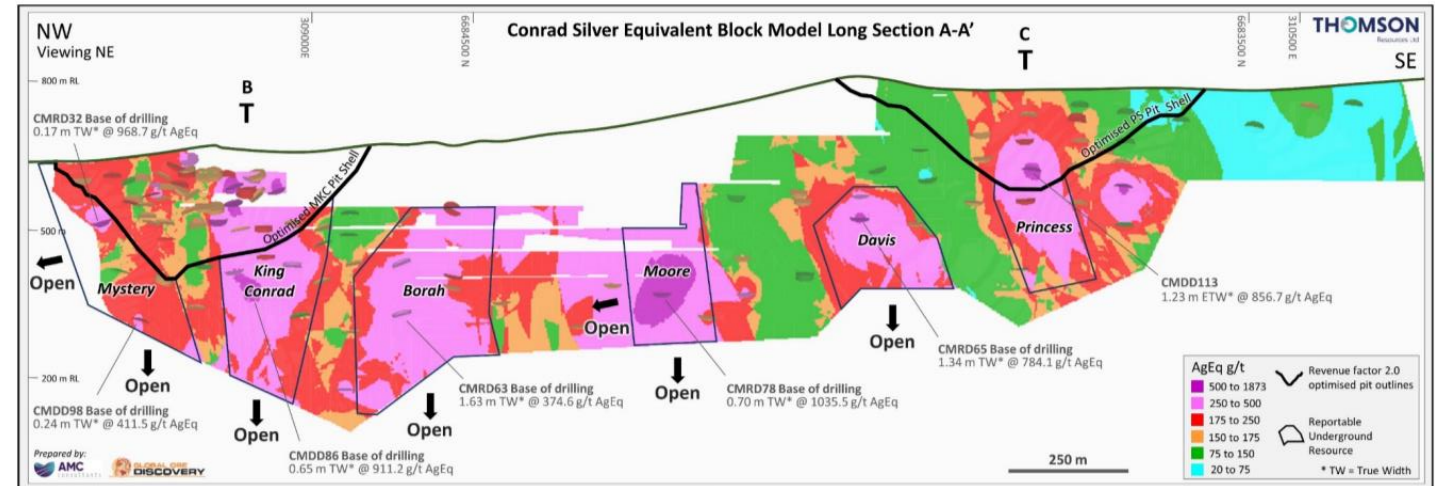 NW
Viewing NE
309000E
6684500 N
Conrad Silver Equivalent Block Model Long Section A-A’
C
T
6683500 N
310500 E
THOMSON
Resources Ltd
SE
800 m RL
B
T
CMRD32 Base of drilling
0.17 m TW* @ 968.7 g/t AgEq
Optimised MKC Pit Shell
Optimised PS Pit Shell
500 m
Open
Mystery
King
Conrad
Borah
Moore
Davis
Princess
Open
CMDD113
1.23 m ETW* @ 856.7 g/t AgEq
200 m RL
Open
Open
Open
Open
Open
CMRD65 Base of drilling
1.34 m TW* @ 784.1 g/t AgEq
CMRD63 Base of drilling
1.63 m TW* @ 374.6 g/t AgEq
CMRD78 Base of drilling
0.70 m TW* @ 1035.5 g/t AgEq
CMDD98 Base of drilling
0.24 m TW* @ 411.5 g/t AgEq
CMDD86 Base of drilling
0.65 m TW* @ 911.2 g/t AgEq
Prepared by:
AMC
consultants
GLOBAL ORE
DISCOVERY
250 m
AgEq g/t
500 to 1873
250 to 500
175 to 250
150 to 175
75 to 150
20 to 75
Revenue factor 2.0
optimised pit outlines
Reportable
Underground
Resource
* TW = True Width